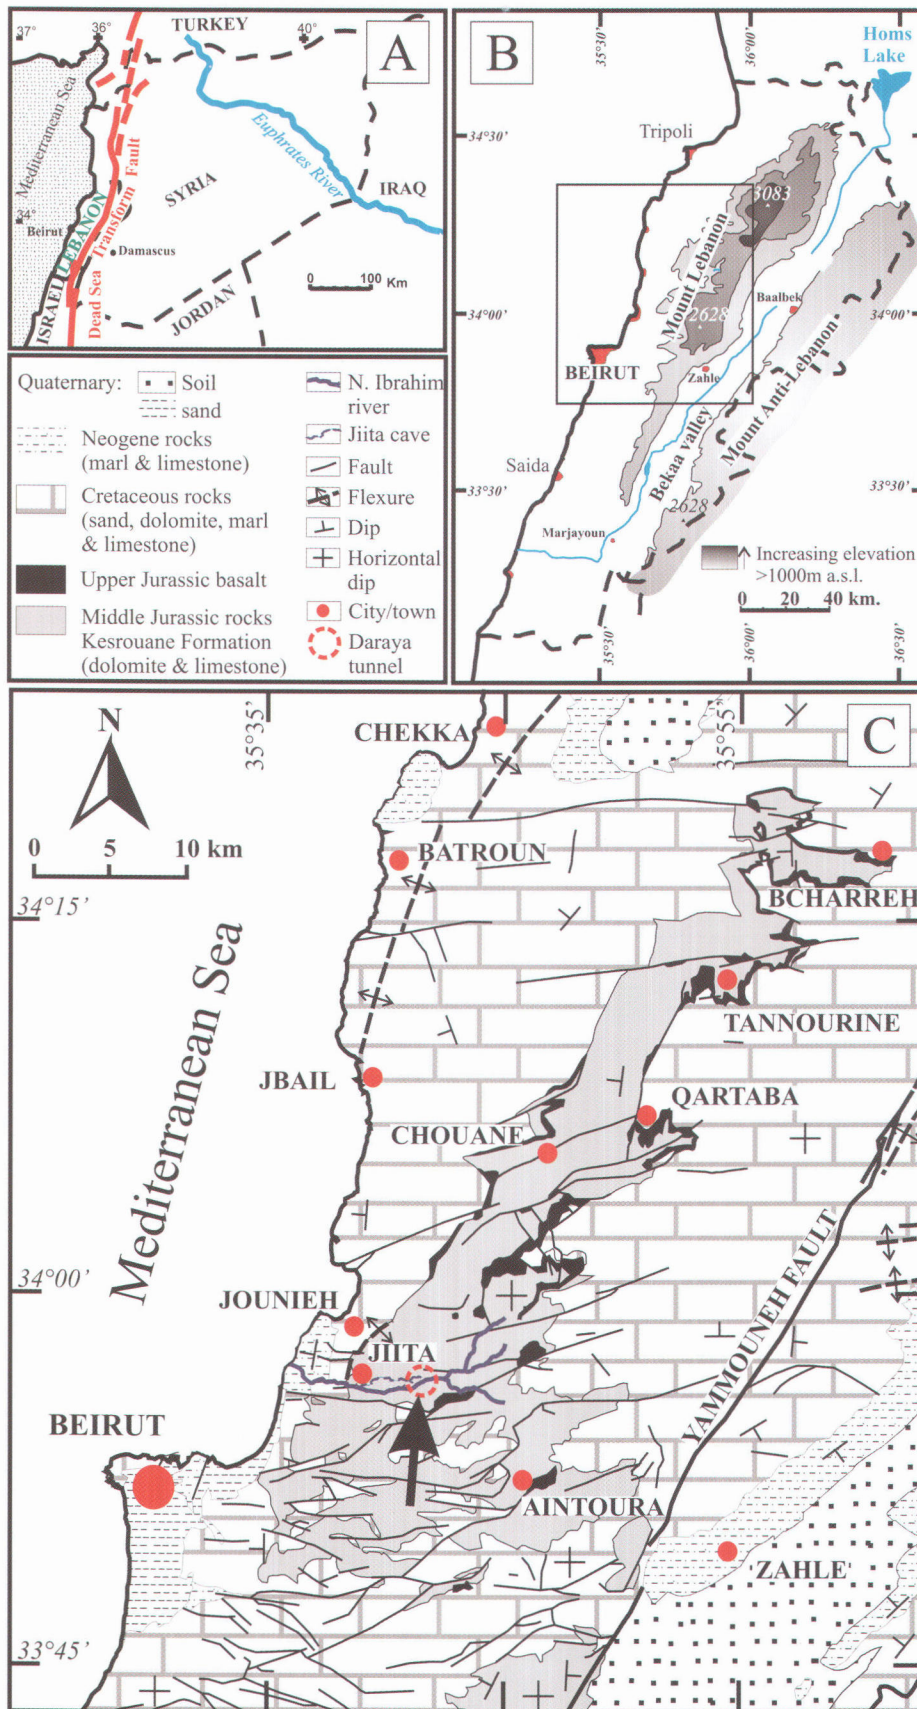 TURKEY
37°
36°
40°
A
Mediterranean Sea
Euphrates River
34°
Beirut
LEBANON
SYRIA
IRAQ
Damascus
Dead Sea Transform Fault
ISRAEL
JORDAN
0 100 Km
B
35°30'
36°00'
Homs
Lake
34°30'
Tripoli
3083
Mount Lebanon
2628
Baalbek
34°00'
BEIRUT
Zahle
Mount Anti-Lebanon
Bekaa valley
Saida
33°30'
2628
Marjayoun
Increasing elevation
>1000m a.s.l.
0 20 40 km.
35°30'
36°00'
36°30'
Quaternary:
Soil
sand
Neogene rocks
(marl & limestone)
Cretaceous rocks
(sand, dolomite, marl
& limestone)
Upper Jurassic basalt
Middle Jurassic rocks
Kesrouane Formation
(dolomite & limestone)
N. Ibrahim
river
Jiita cave
Fault
Flexure
Dip
Horizontal
dip
City/town
Daraya
tunnel
N
35°35'
35°55'
C
CHEKKA
0 5 10 km
BATROUN
BCHARREH
34°15'
Mediterranean Sea
TANNOURINE
JBAIL
QARTABA
CHOUANE
34°00'
JOUNIEH
YAMMOUNEH FAULT
JIITA
BEIRUT
AINTOURA
ZAHLE
33°45'